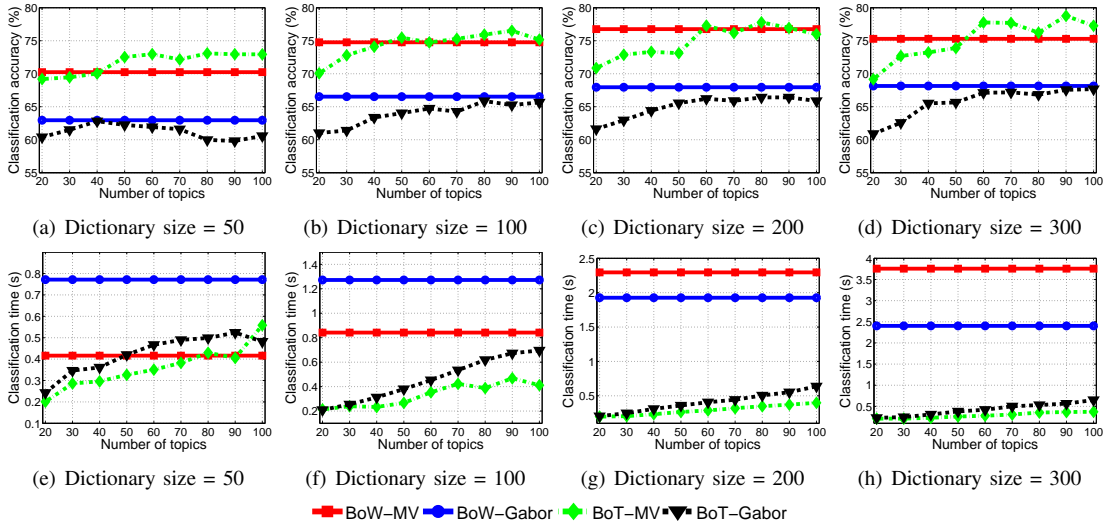 Classification accuracy (%)
80
75
70
65
60
55
20 30 40 50 60 70 80 90 100
Number of topics
(a) Dictionary size = 50
Classification accuracy (%)
80
75
70
65
60
55
20 30 40 50 60 70 80 90 100
Number of topics
(b) Dictionary size = 100
Classification accuracy (%)
80
75
70
65
60
55
20 30 40 50 60 70 80 90 100
Number of topics
(c) Dictionary size = 200
Classification accuracy (%)
80
75
70
65
60
55
20 30 40 50 60 70 80 90 100
Number of topics
(d) Dictionary size = 300
Classification time (s)
0.8
0.7
0.6
0.5
0.4
0.3
0.2
0.1
20 30 40 50 60 70 80 90 100
Number of topics
(e) Dictionary size = 50
Classification time (s)
1.4
1.2
1
0.8
0.6
0.4
0.2
20 30 40 50 60 70 80 90 100
Number of topics
(f) Dictionary size = 100
Classification time (s)
2.5
2
1.5
1
0.5
20 30 40 50 60 70 80 90 100
Number of topics
(g) Dictionary size = 200
Classification time (s)
4
3.5
3
2.5
2
1.5
1
0.5
20 30 40 50 60 70 80 90 100
Number of topics
(h) Dictionary size = 300
BoW−MV BoW−Gabor BoT−MV BoT−Gabor